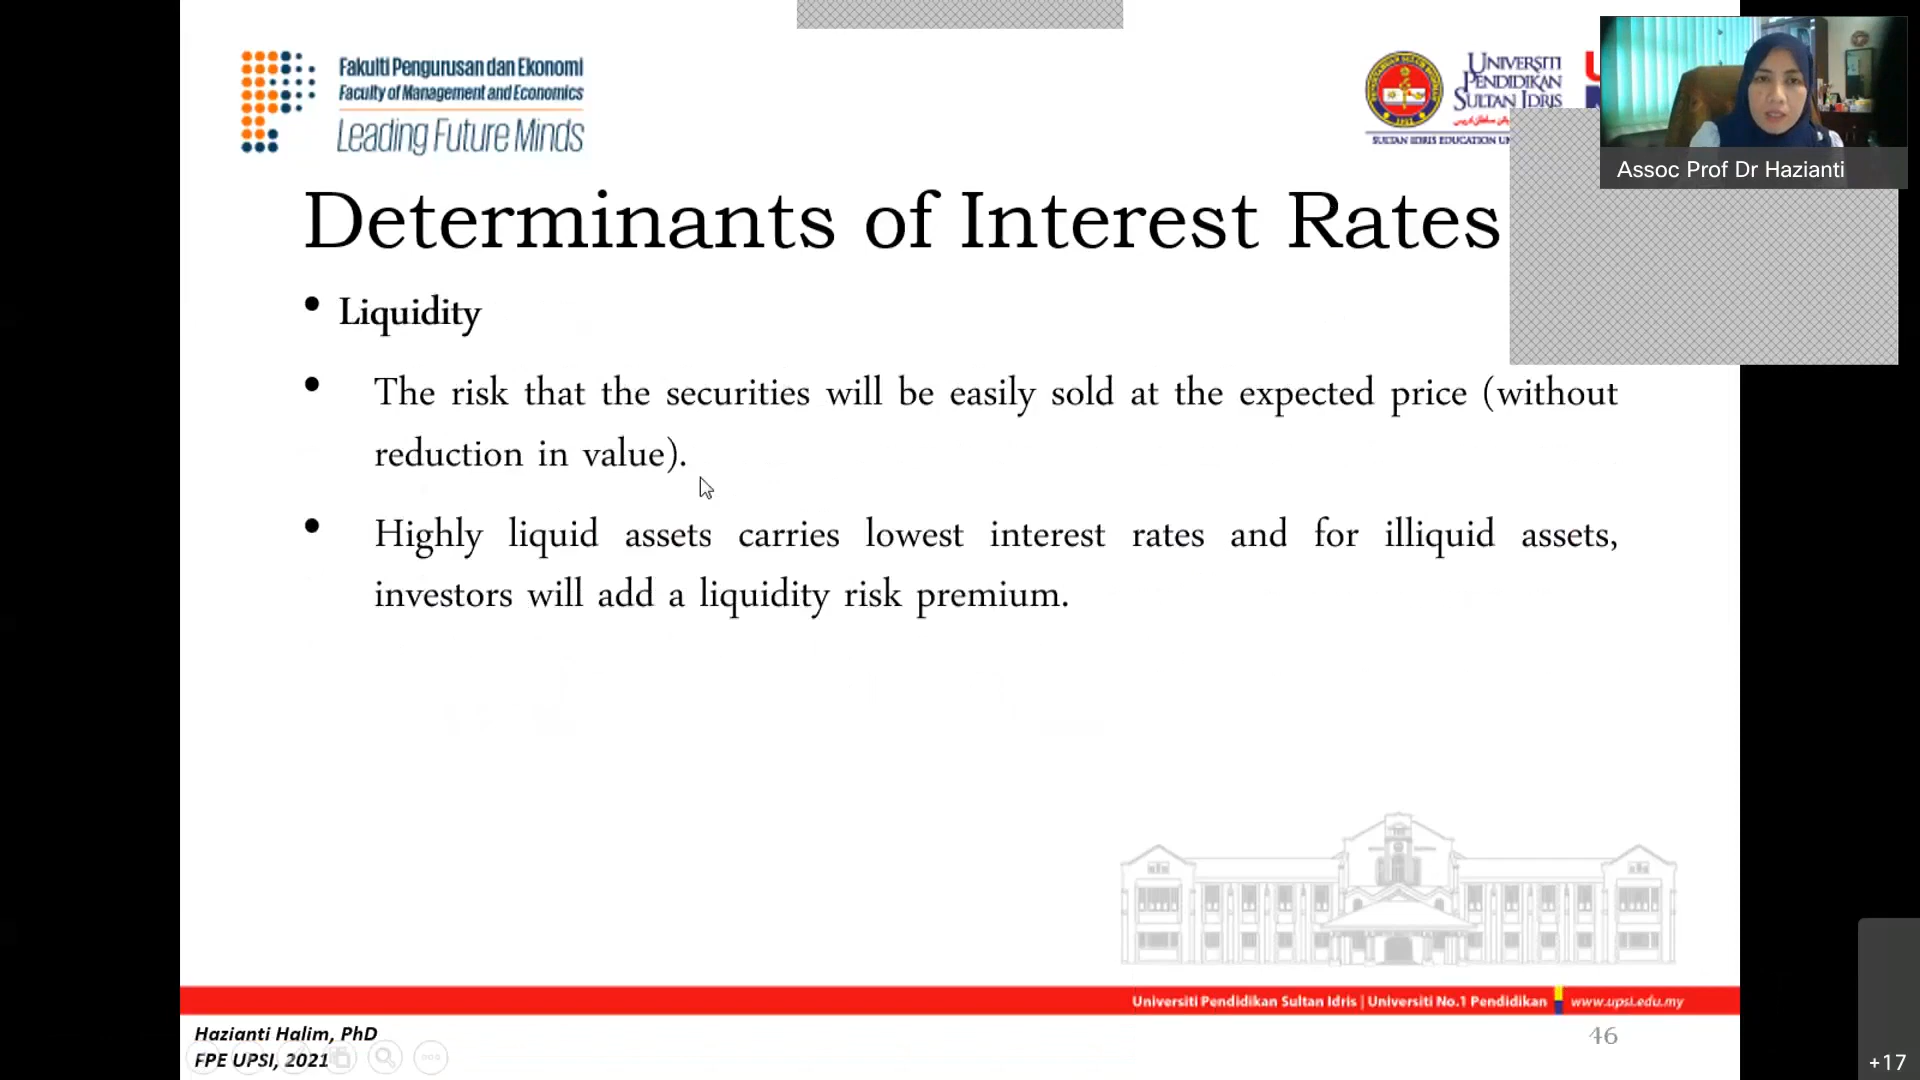 Fakulti Pengurusan dan Ekonomi
Faculty of Management and Economics
Leading Future Minds
UNIVERSITI
PENDIDIKAN
SULTAN IDRIS
SULTAN IDRIS EDUCATION
Assoc Prof Dr Hazianti
Determinants of Interest Rates
• Liquidity
• The risk that the securities will be easily sold at the expected price (without
reduction in value).
• Highly liquid assets carries lowest interest rates and for illiquid assets,
investors will add a liquidity risk premium.
Universiti Pendidikan Sultan Idris | Universiti No.1 Pendidikan www.upsi.edu.my
Hazianti Halim, PhD
FPE UPSI, 2021
46
+17